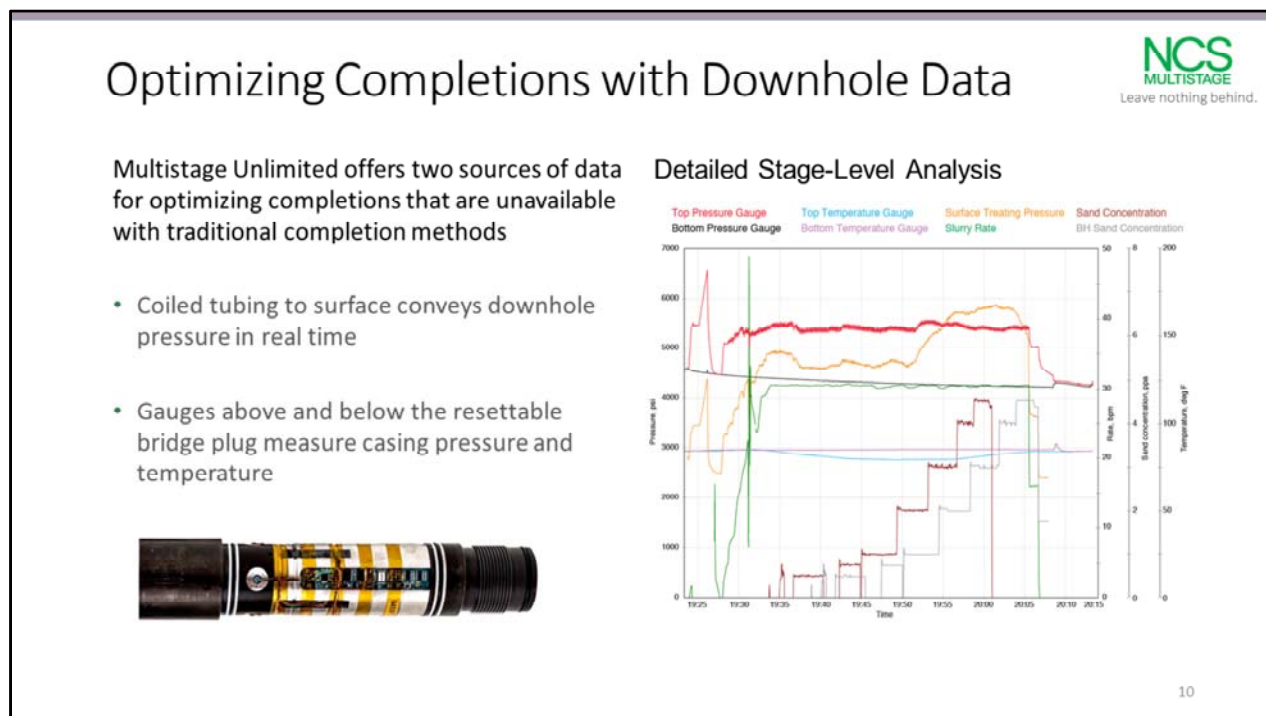 Optimizing Completions with Downhole Data
NCS
MULTISTAGE
Leave nothing behind.
Multistage Unlimited offers two sources of data
for optimizing completions that are unavailable
with traditional completion methods
• Coiled tubing to surface conveys downhole
pressure in real time
• Gauges above and below the resettable
bridge plug measure casing pressure and
temperature
Detailed Stage-Level Analysis
Top Pressure Gauge Top Temperature Gauge Surface Treating Pressure Sand Concentration
Bottom Pressure Gauge Bottom Temperature Gauge Slurry Rate BH Sand Concentration
7000
6000
5000
4000
3000
2000
1000
0
Pressure psi
50
40
30
20
10
0
Rate, bpm
8
6
4
2
0
Sand concentration, ppa
200
150
100
50
0
Temperature, deg F
19:25 19:30 19:35 19:40 19:45 19:50 19:55 20:00 20:05 20:10 20:15
Time
10